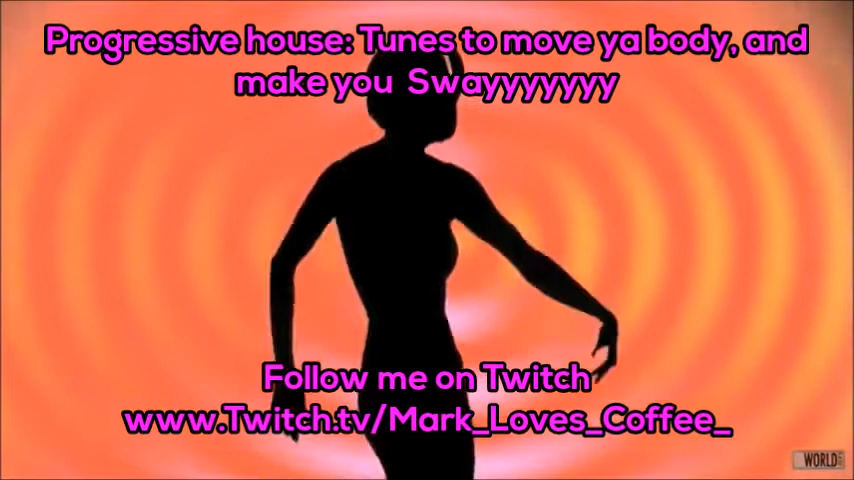 Progressive house: Tunes to move ya body, and
make you Swayyyyyyy
Follow me on Twitch
www.Twitch.tv/Mark_Loves_Coffee_
WORLD